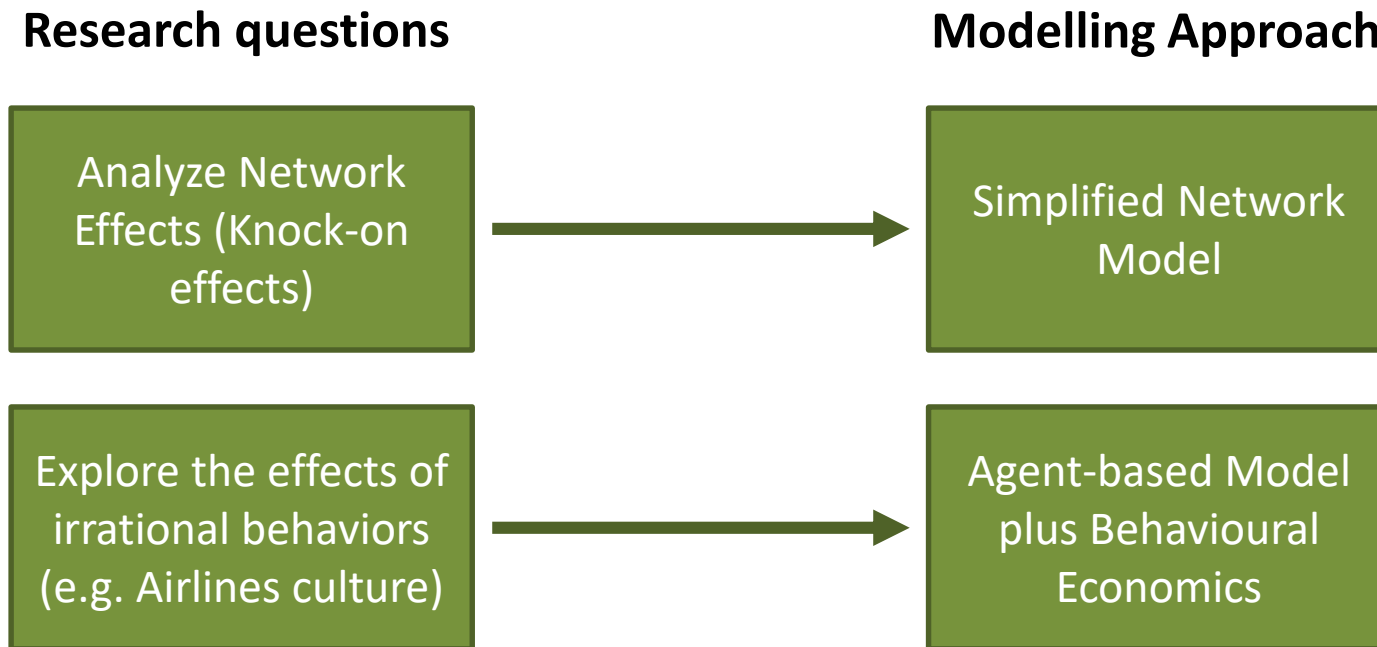 Research questions
Modelling Approach
Analyze Network
Effects (Knock-on
effects)
Simplified Network
Model
Explore the effects of
irrational behaviors
(e.g. Airlines culture)
Agent-based Model
plus Behavioural
Economics